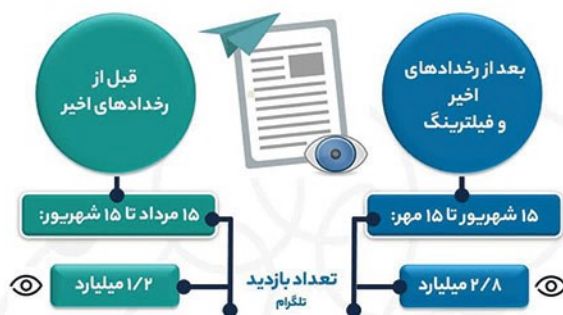 بعد از رخدادهای
اخیر
و فیلترینگ
قبل از
رخدادهای اخیر
۱۵ شهریور تا ۱۵ مهر:
۱۵ مرداد تا ۱۵ شهریور:
۲/۸ میلیارد
تعداد بازدید
تلگرام
۱/۲ میلیارد